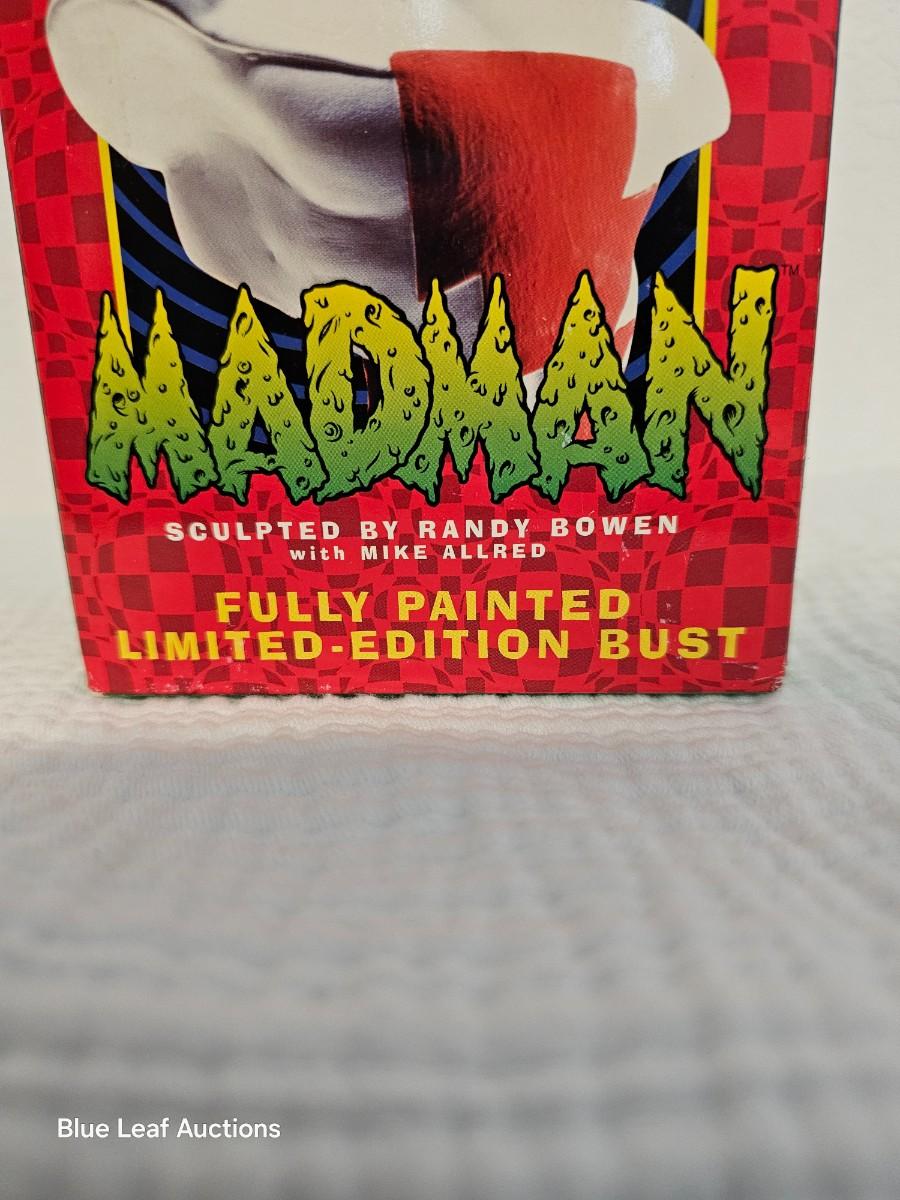 MADMAN™
SCULPTED BY RANDY BOWEN
with MIKE ALLRED
FULLY PAINTED
LIMITED-EDITION BUST
Blue Leaf Auctions